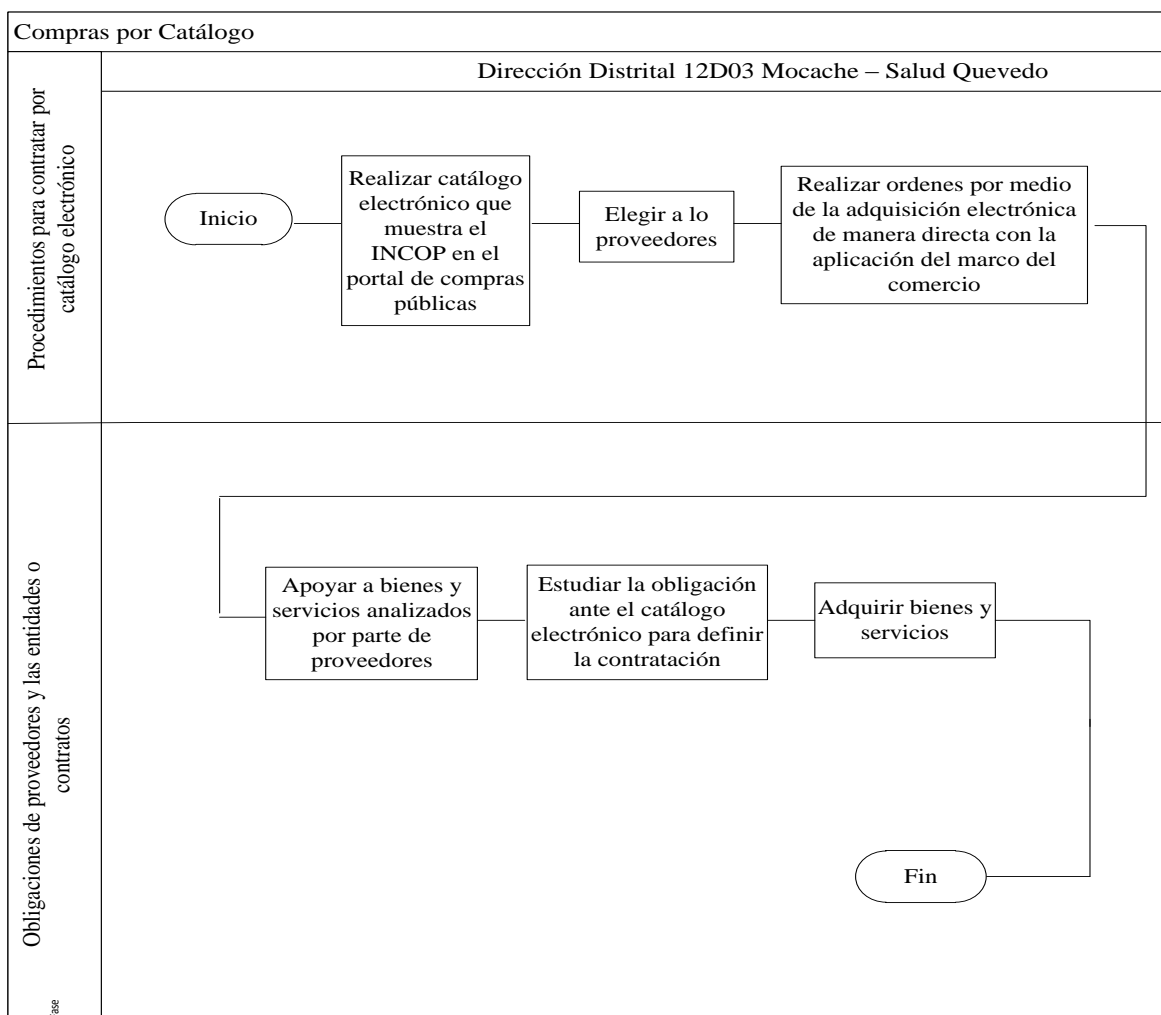 Compras por Catálogo
Dirección Distrital 12D03 Mocache – Salud Quevedo
Procedimientos para contratar por
catálogo electrónico
Inicio
Realizar catálogo
electrónico que
muestra el
INCOP en el
portal de compras
públicas
Elegir a lo
proveedores
Realizar ordenes por medio
de la adquisición electrónica
de manera directa con la
aplicación del marco del
comercio
Obligaciones de proveedores y las entidades o
contratos
Apoyar a bienes y
servicios analizados
por parte de
proveedores
Estudiar la obligación
ante el catálogo
electrónico para definir
la contratación
Adquirir bienes y
servicios
Fin